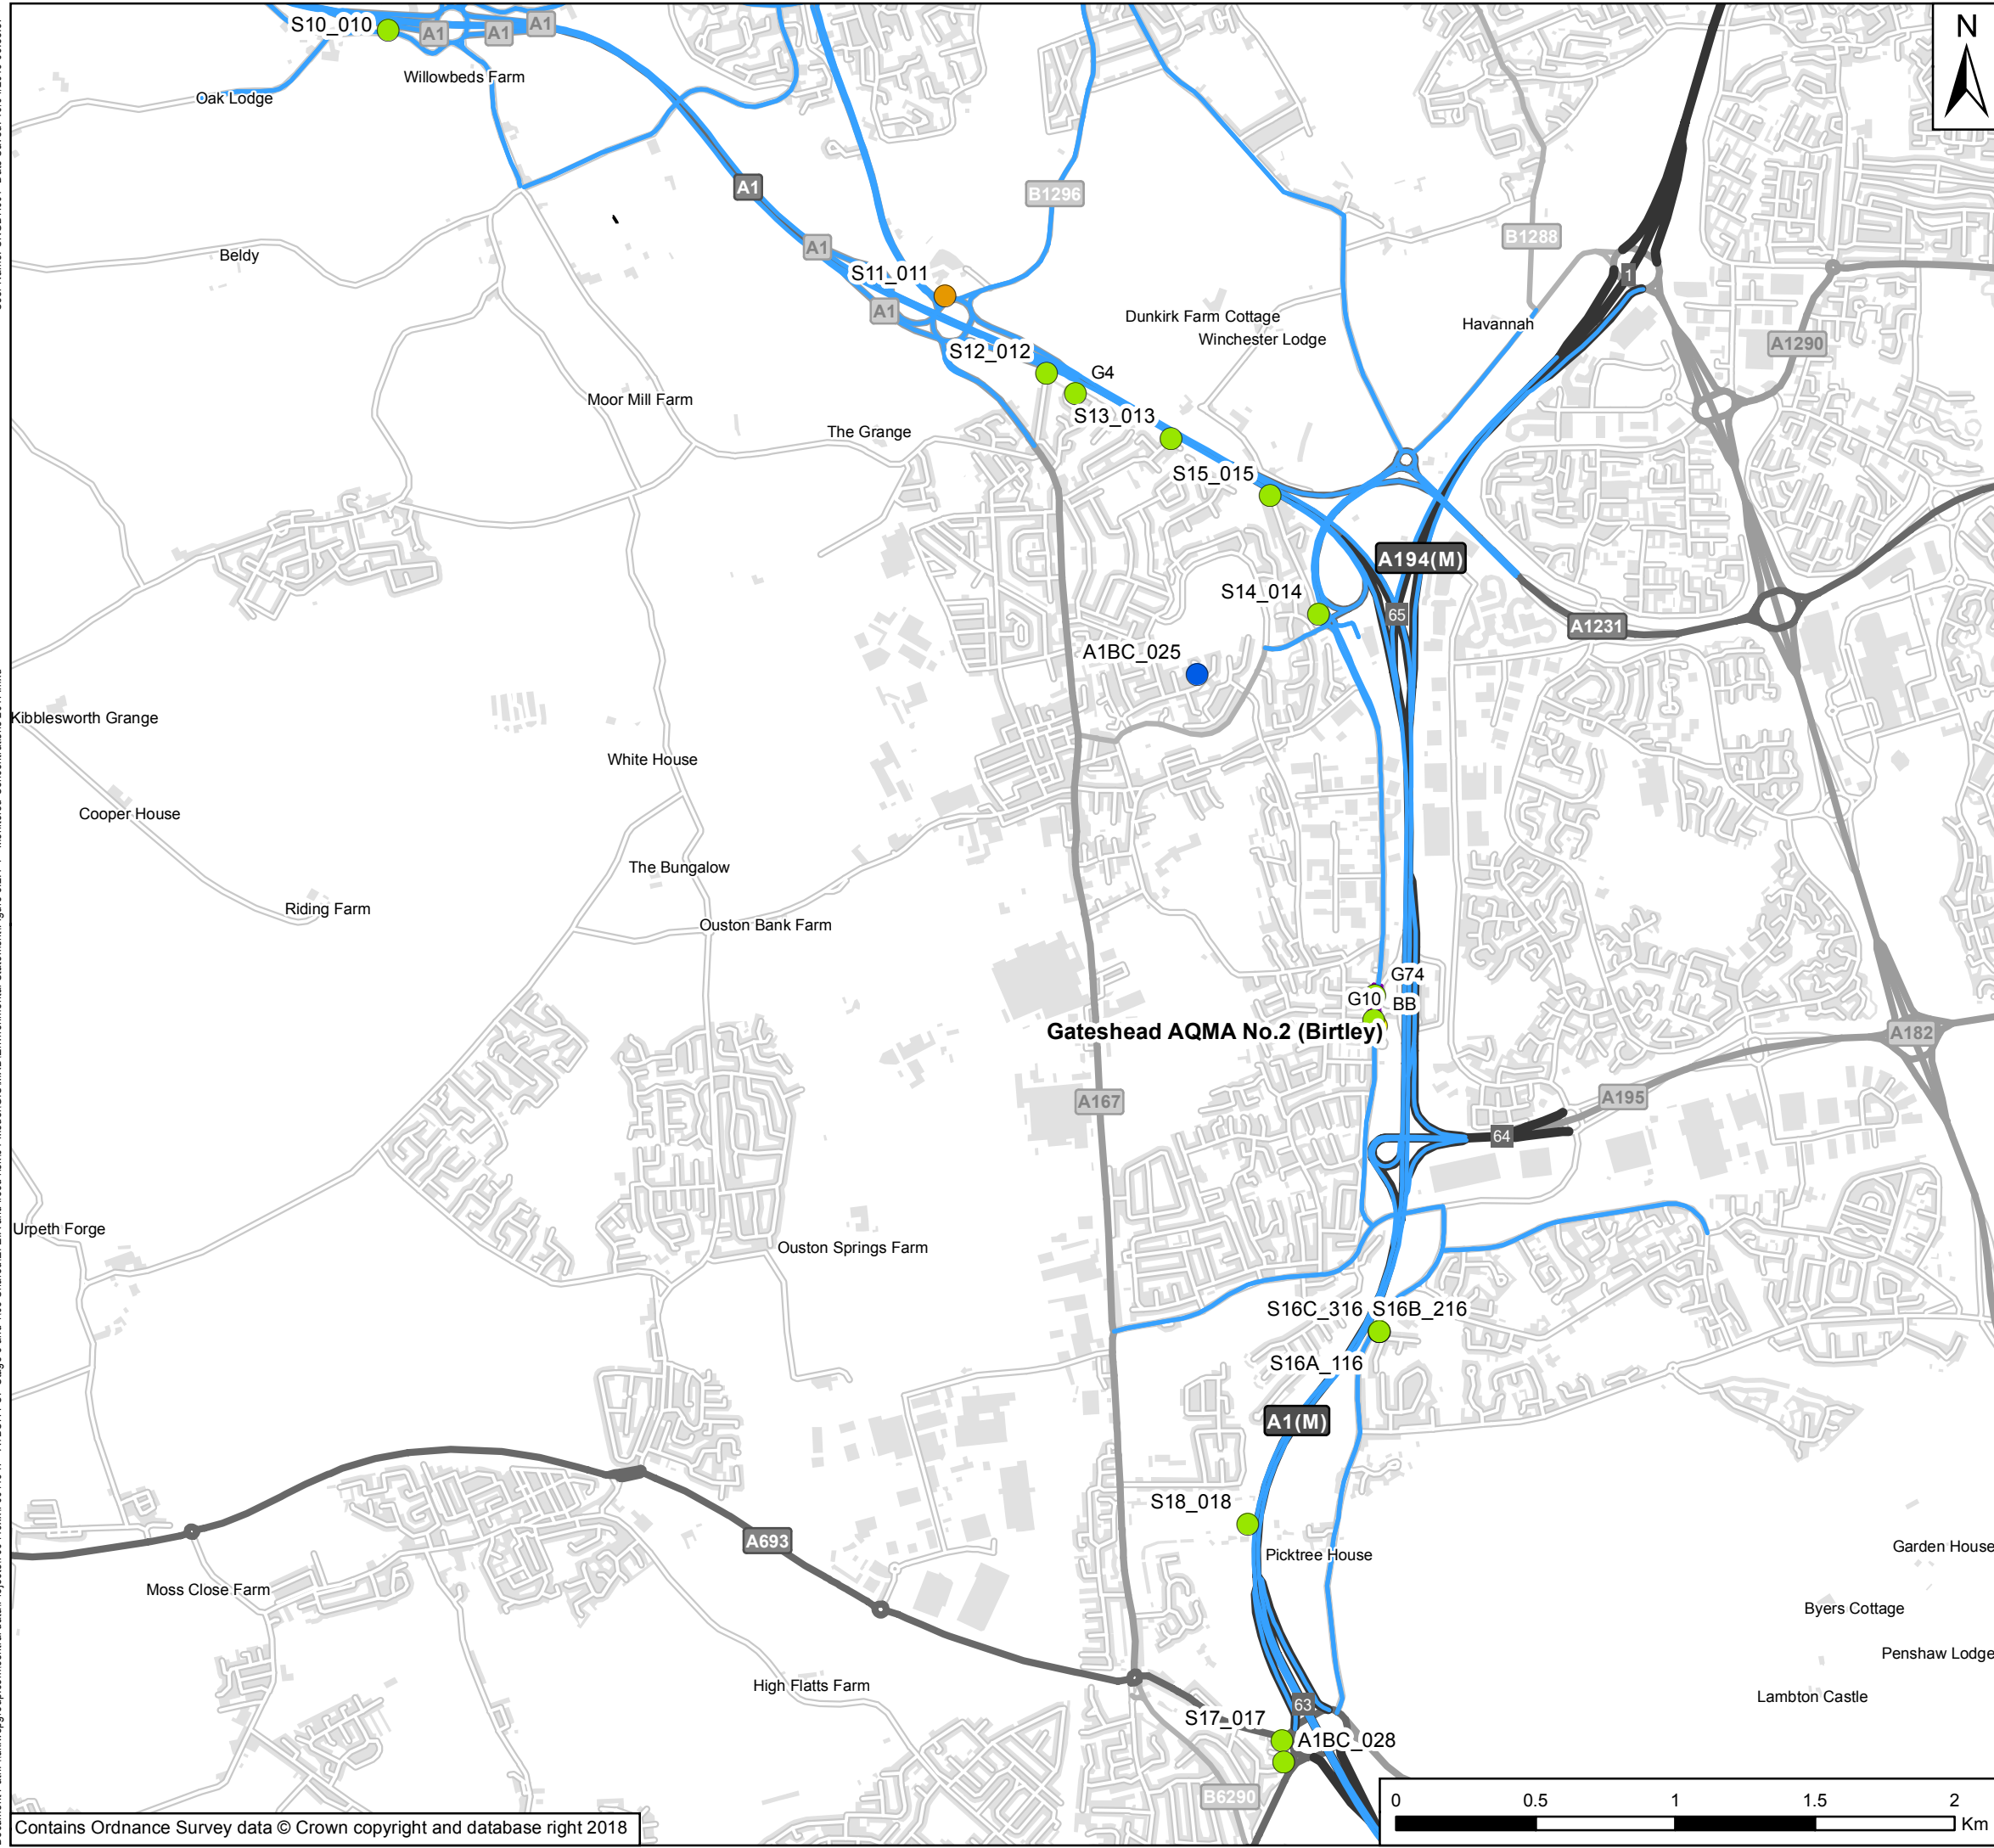 S10_010
A1
A1
A1
N
Willowbeds Farm
Oak Lodge
A1
B1296
B1288
A1
Beldy
S11_011
1
A1
Dunkirk Farm Cottage
Havannah
Winchester Lodge
A1290
S12_012
G4
Moor Mill Farm
S13_013
The Grange
S15_015
A194(M)
S14_014
65
A1231
A1BC_025
Kibblesworth Grange
White House
Cooper House
The Bungalow
Riding Farm
Ouston Bank Farm
G74
G10
BB
Gateshead AQMA No.2 (Birtley)
A182
A167
A195
64
Urpeth Forge
Ouston Springs Farm
S16C_316
S16B_216
S16A_116
A1(M)
S18_018
A693
Picktree House
Garden House
Moss Close Farm
Byers Cottage
Penshaw Lodge
High Flatts Farm
Lambton Castle
63
S17_017
A1BC_028
B6290
0 0.5 1 1.5 2
Km
Contains Ordnance Survey data © Crown copyright and database right 2018